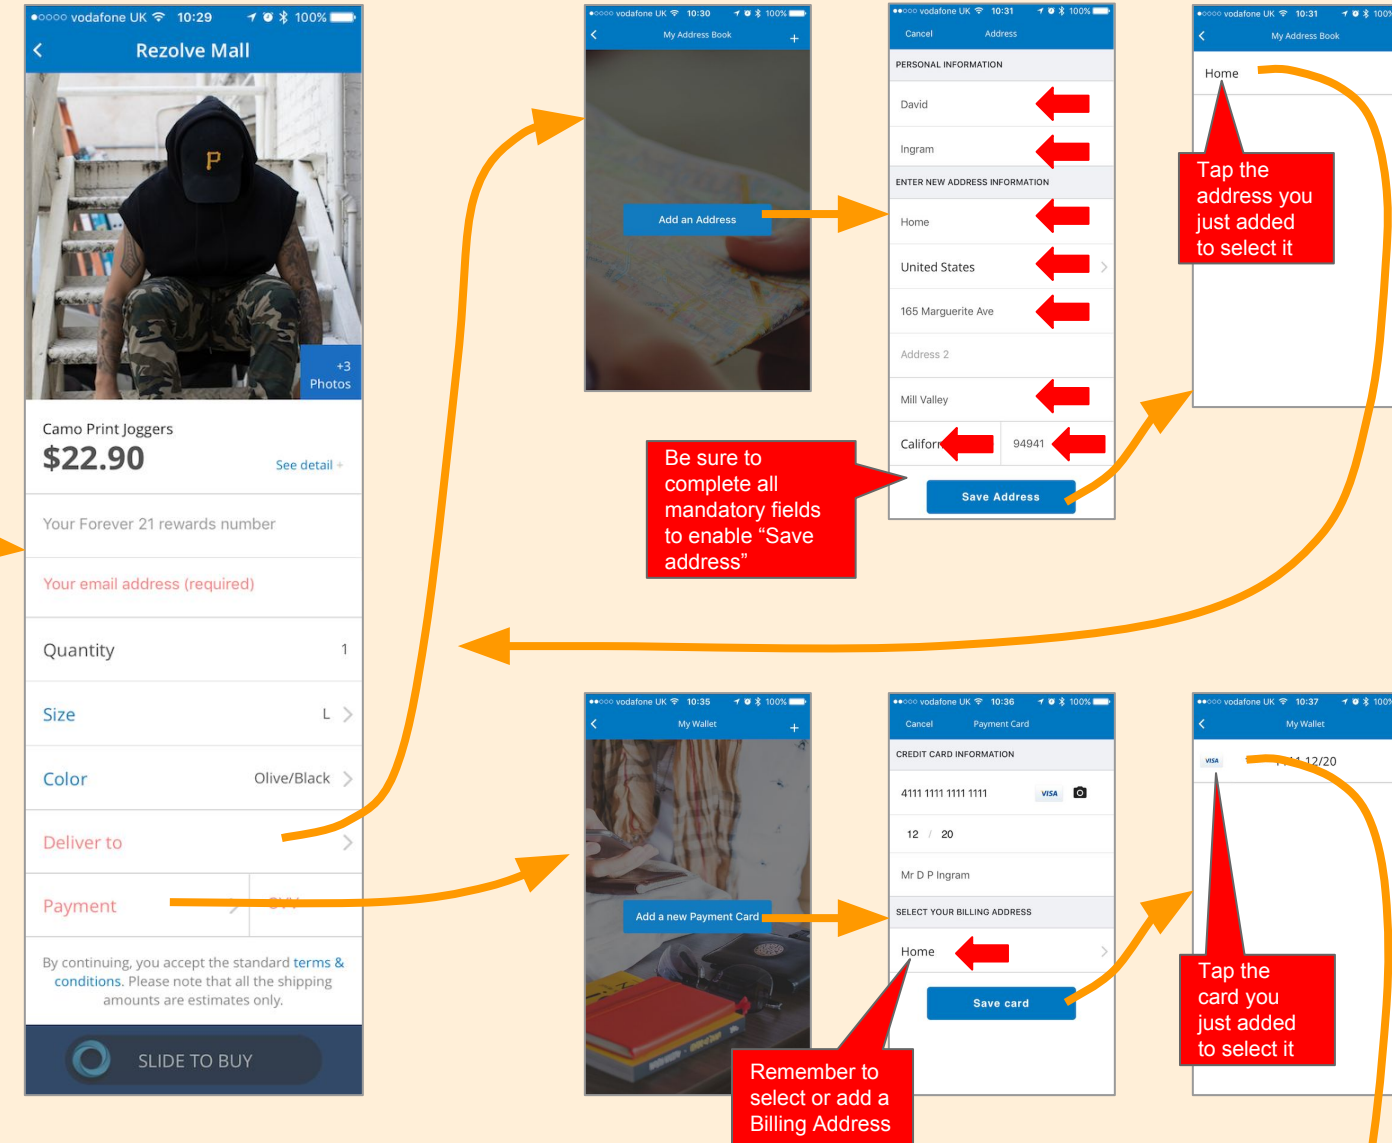 vodafone UK 10:29 100%
Rezolve Mall
P
+3
Photos
Camo Print Joggers
$22.90
See detail +
Your Forever 21 rewards number
Your email address (required)
Quantity 1
Size L
Color Olive/Black
Deliver to
Payment
By continuing, you accept the standard terms &
conditions. Please note that all the shipping
amounts are estimates only.
SLIDE TO BUY
vodafone UK 10:30 100%
My Address Book +
Add an Address
vodafone UK 10:31 100%
Cancel Address
PERSONAL INFORMATION
David
Ingram
ENTER NEW ADDRESS INFORMATION
Home
United States
165 Marguerite Ave
Address 2
Mill Valley
94941
Save Address
Be sure to
complete all
mandatory fields
to enable “Save
address”
vodafone UK 10:31 100%
My Address Book
Home
Tap the
address you
just added
to select it
vodafone UK 10:35 100%
My Wallet +
Add a new Payment Card
vodafone UK 10:36 100%
Cancel Payment Card
CREDIT CARD INFORMATION
4111 1111 1111 1111 VISA
12 / 20
Mr D P Ingram
SELECT YOUR BILLING ADDRESS
Home
Save card
Remember to
select or add a
Billing Address
vodafone UK 10:37 100%
My Wallet
VISA 12/20
Tap the
card you
just added
to select it